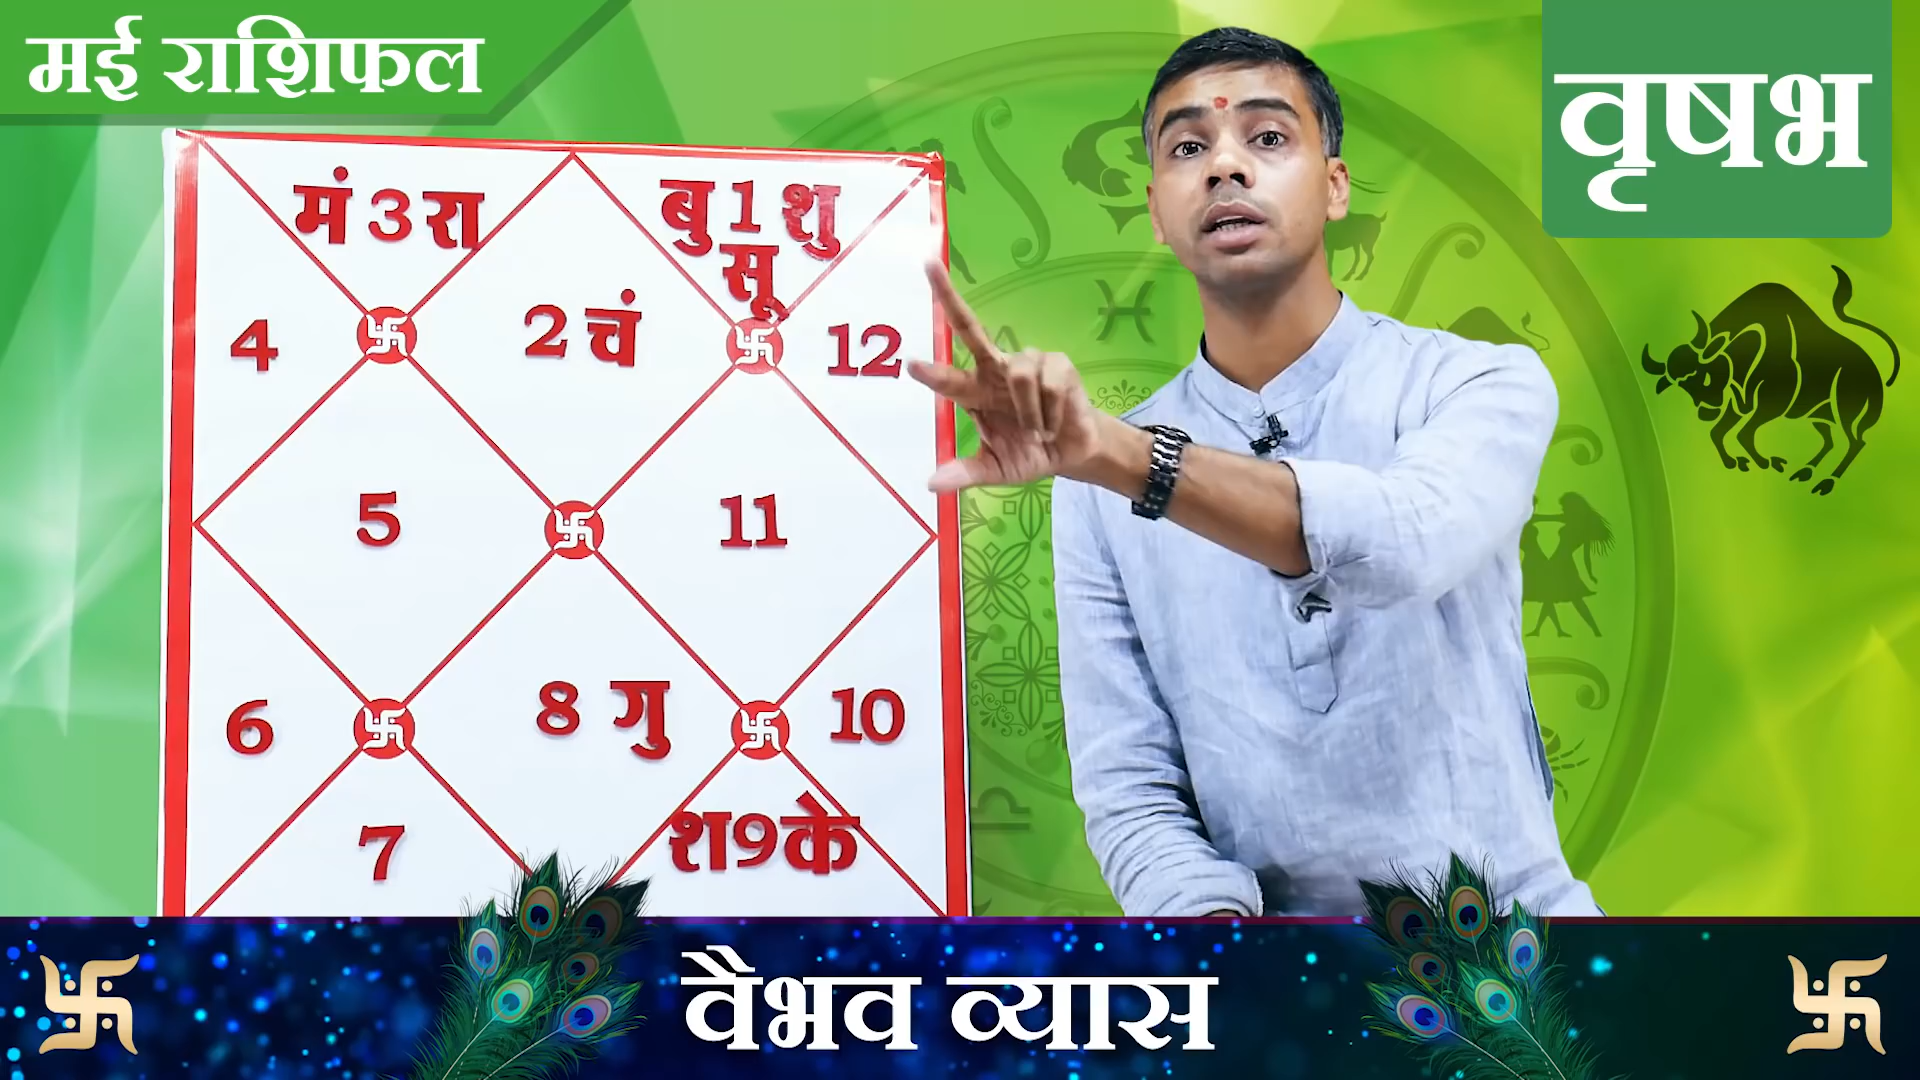 मई राशिफल
वृषभ
मं 3 रा
बु 1 शु
सू
4
2 चं
12
5
11
6
8 गु
10
7
श 9 के
वैभव व्यास